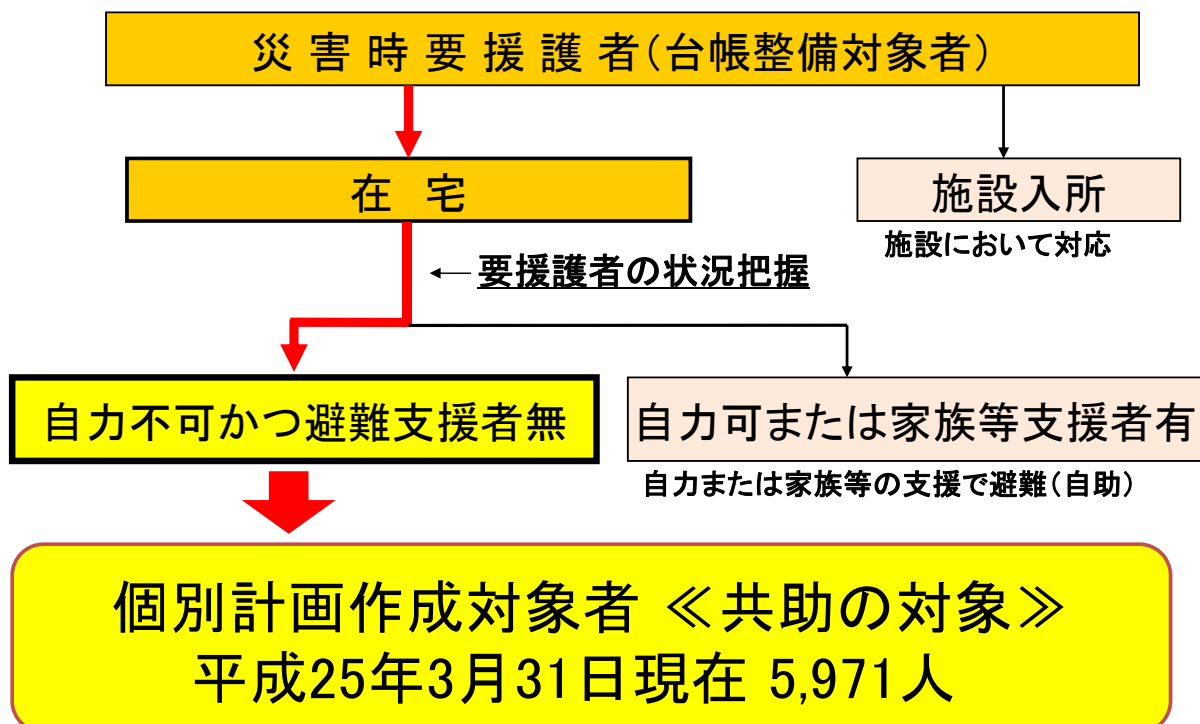 災害時要援護者（台帳整備対象者）
在　宅
施設入所
施設において対応
要援護者の状況把握
自力不可かつ避難支援者無
自力可または家族等支援者有
自力または家族等の支援で避難（自助）
個別計画作成対象者 ≪共助の対象≫
平成25年3月31日現在 5,971人